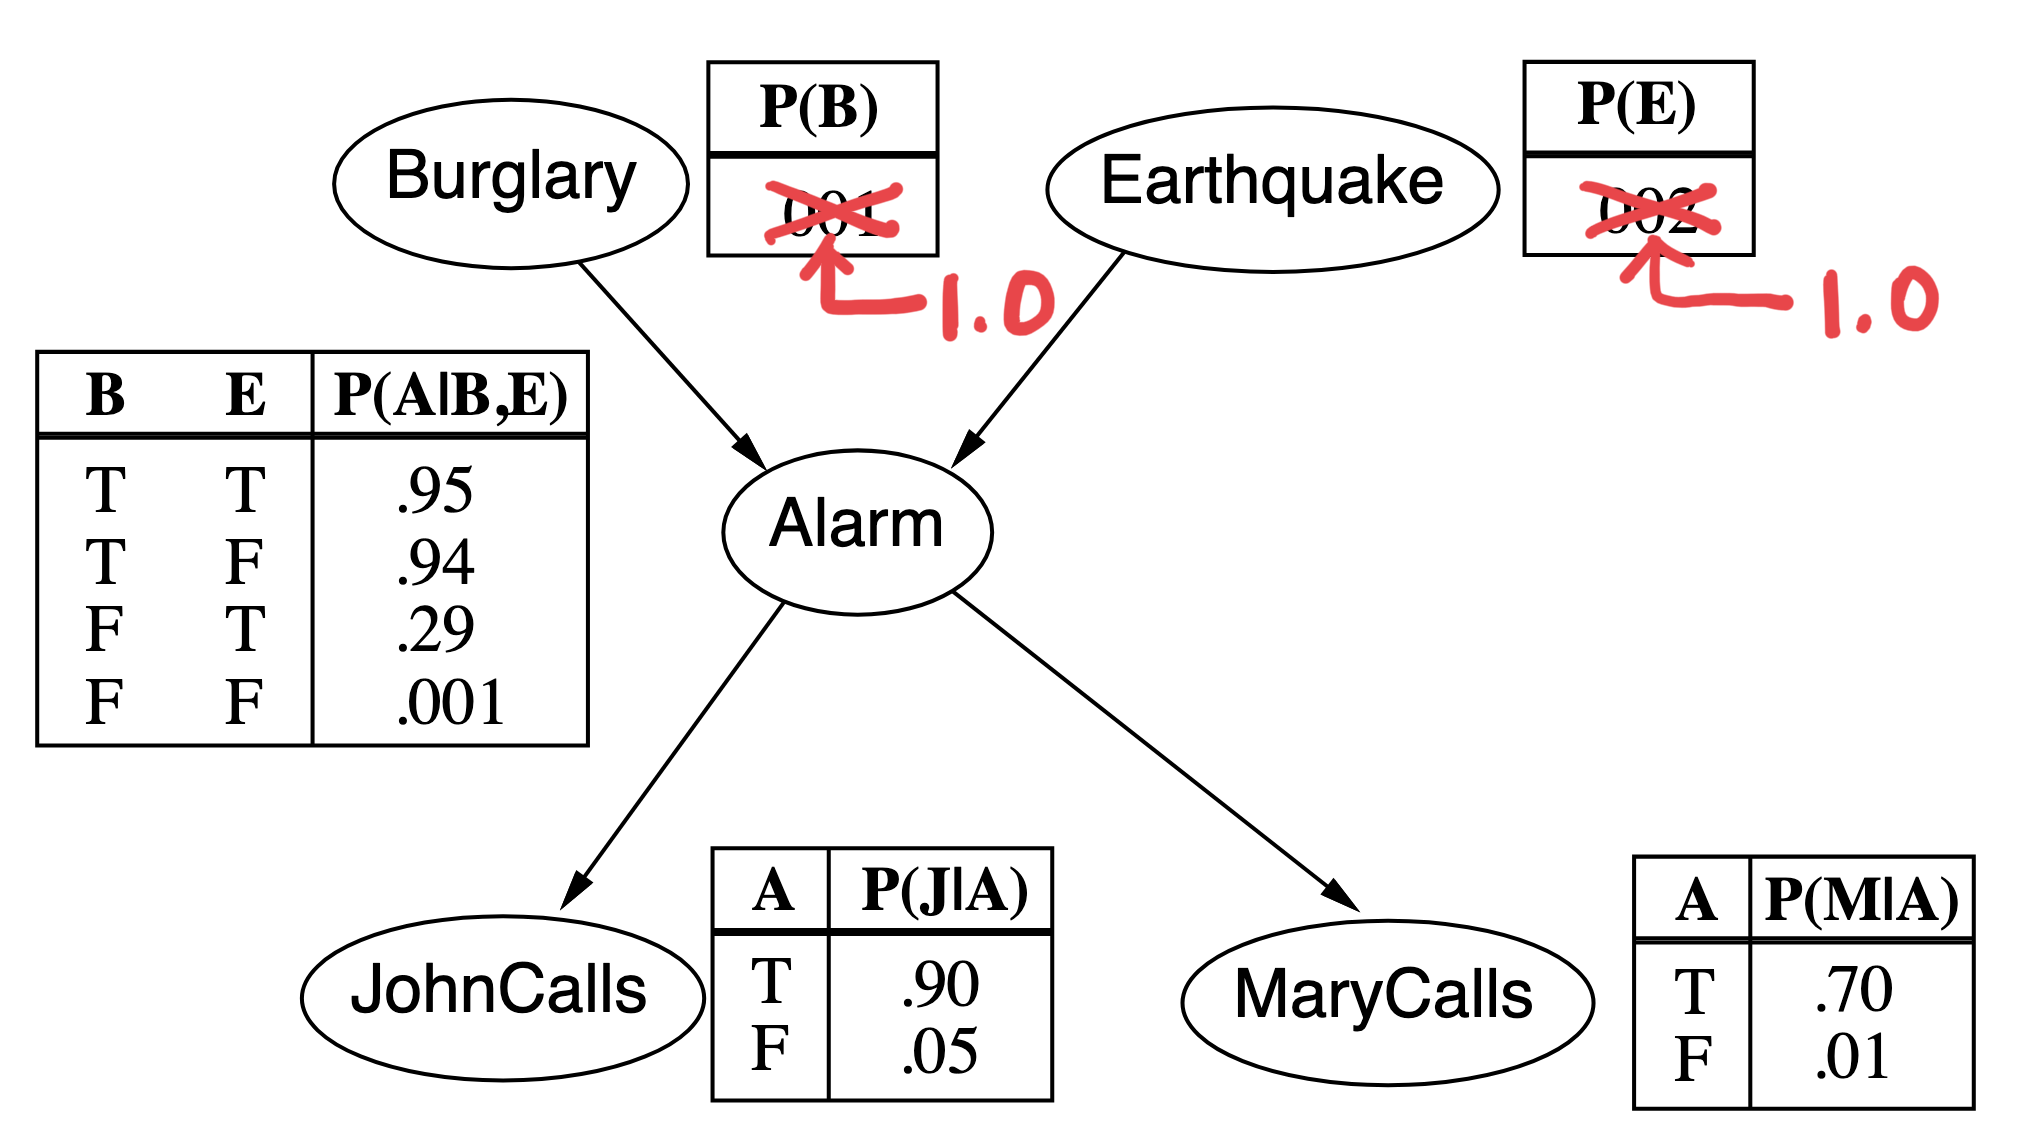 P(B)
001
1.0
P(E)
002
1.0
Burglary
Earthquake
B E P(A|B,E)
T T .95
T F .94
F T .29
F F .001
Alarm
JohnCalls
A P(J|A)
T .90
F .05
MaryCalls
A P(M|A)
T .70
F .01